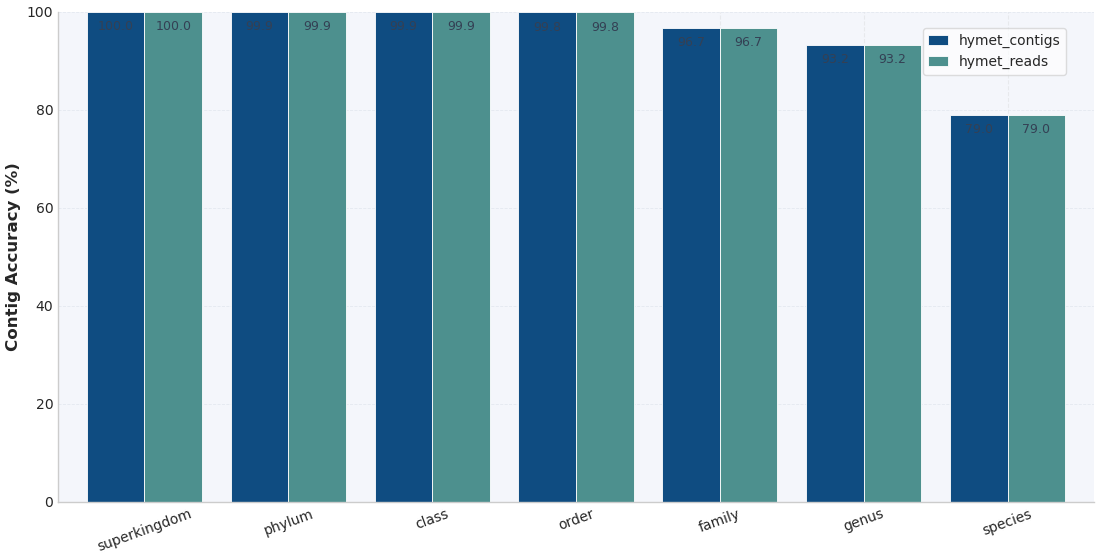 Contig Accuracy (%)
100
80
60
40
20
0
100.0
99.9
99.9
99.8
96.7
93.2
79.0
hymet_contigs
hymet_reads
superkingdom
phylum
class
order
family
genus
species